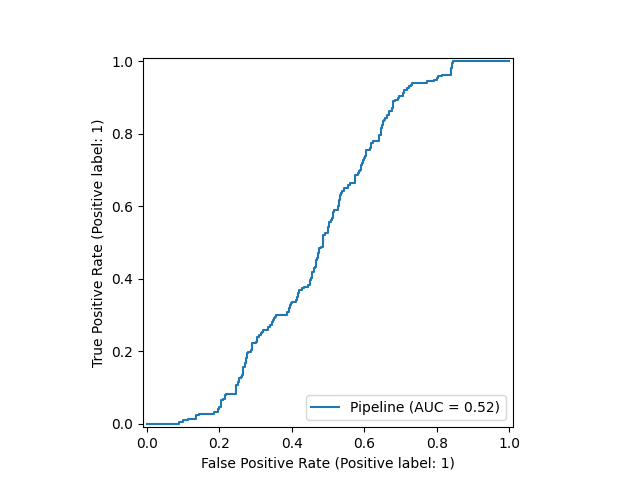 1.0
0.8
0.6
0.4
0.2
0.0
True Positive Rate (Positive label: 1)
Pipeline (AUC = 0.52)
0.0 0.2 0.4 0.6 0.8 1.0
False Positive Rate (Positive label: 1)